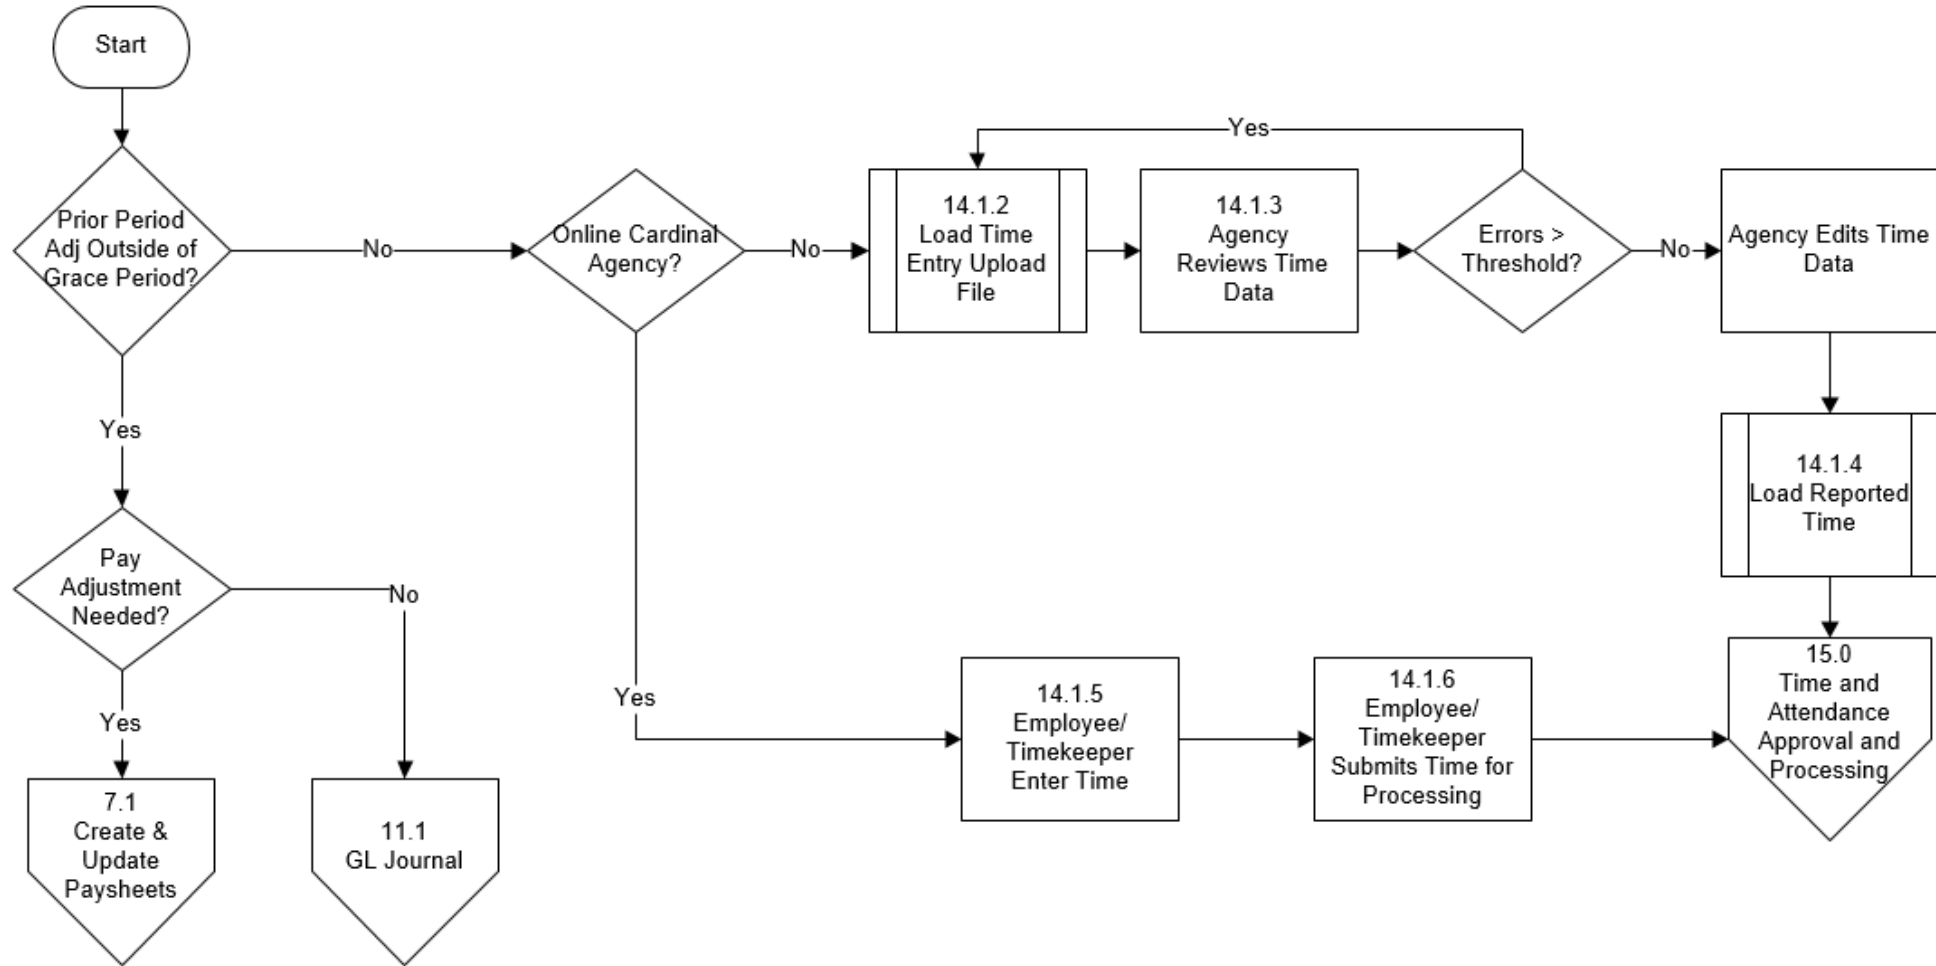 Start
Prior Period
Adj Outside of
Grace Period?
No
Online Cardinal
Agency?
No
14.1.2
Load Time
Entry Upload
File
14.1.3
Agency
Reviews Time
Data
Yes
Errors >
Threshold?
No
Agency Edits Time
Data
14.1.4
Load Reported
Time
Yes
Pay
Adjustment
Needed?
No
Yes
7.1
Create &
Update
Paysheets
11.1
GL Journal
Yes
14.1.5
Employee/
Timekeeper
Enter Time
14.1.6
Employee/
Timekeeper
Submits Time for
Processing
15.0
Time and
Attendance
Approval and
Processing